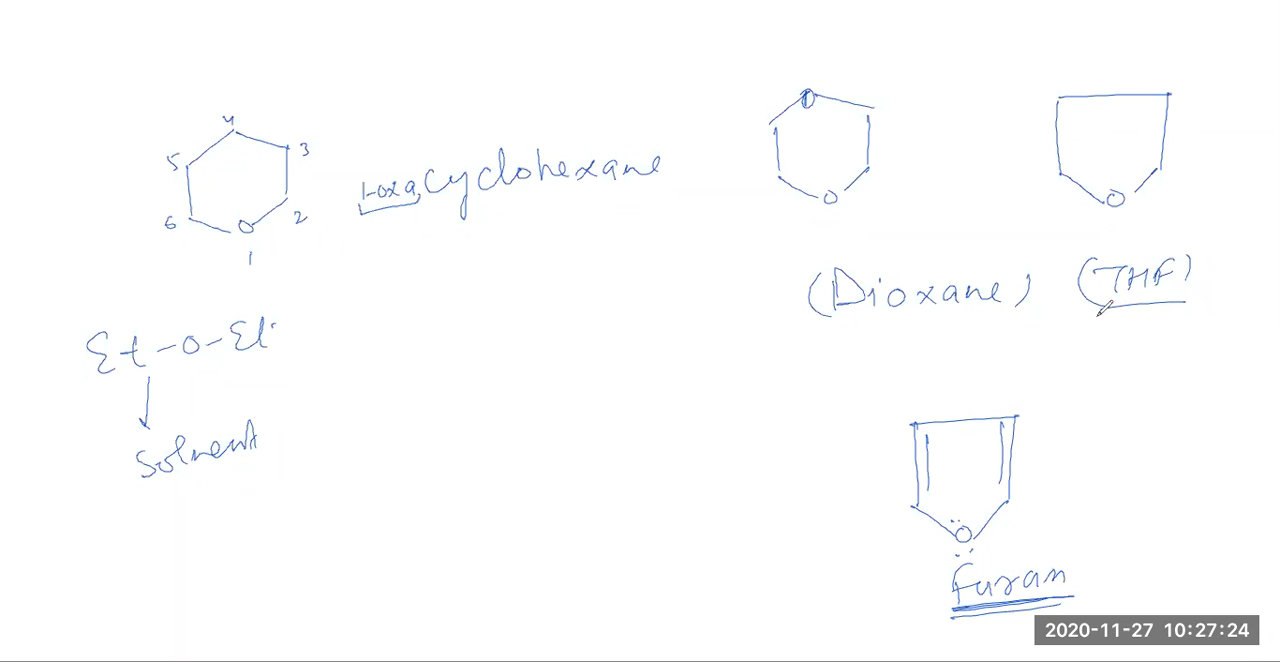 4
5
3
6
2
O
1
1-oxa, cyclohexane
Et-O-Et
Solvent
O
O
(Dioxane)
O
(THF)
O
Furan
2020-11-27 10:27:24